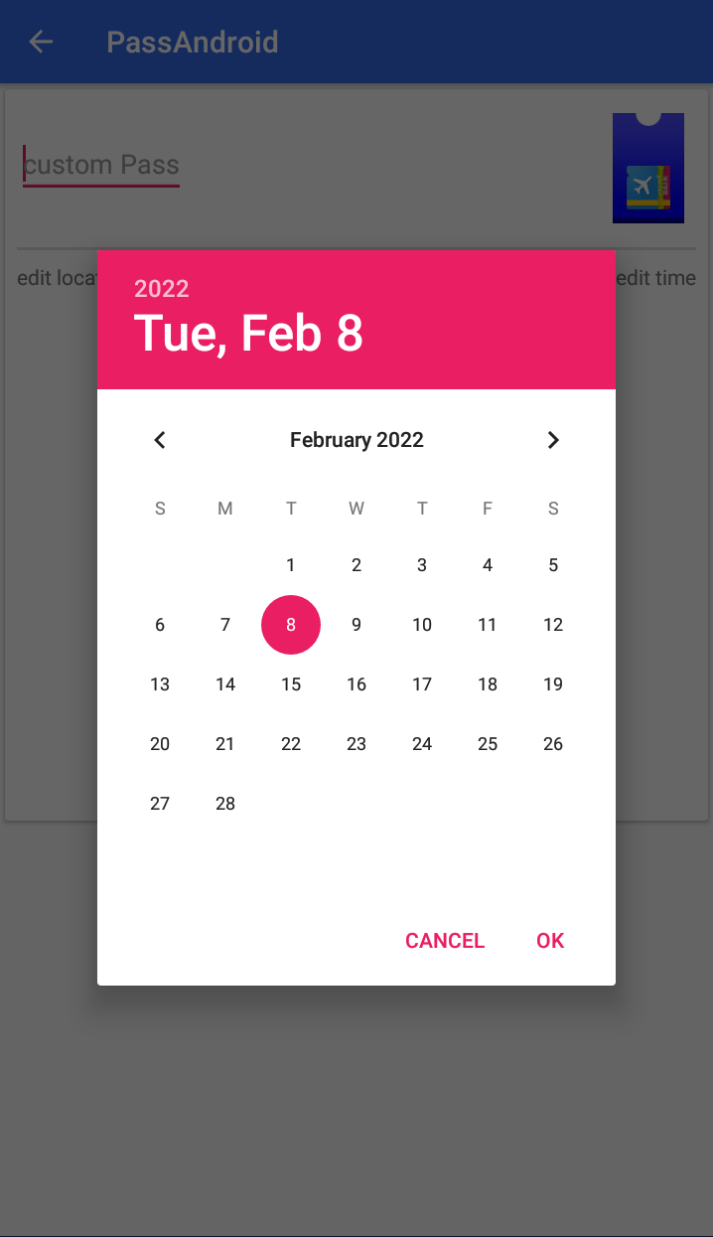 PassAndroid
custom Pass
edit loca
edit time
2022
Tue, Feb 8
February 2022
S M T W T F S
1 2 3 4 5
6 7 8 9 10 11 12
13 14 15 16 17 18 19
20 21 22 23 24 25 26
27 28
CANCEL OK